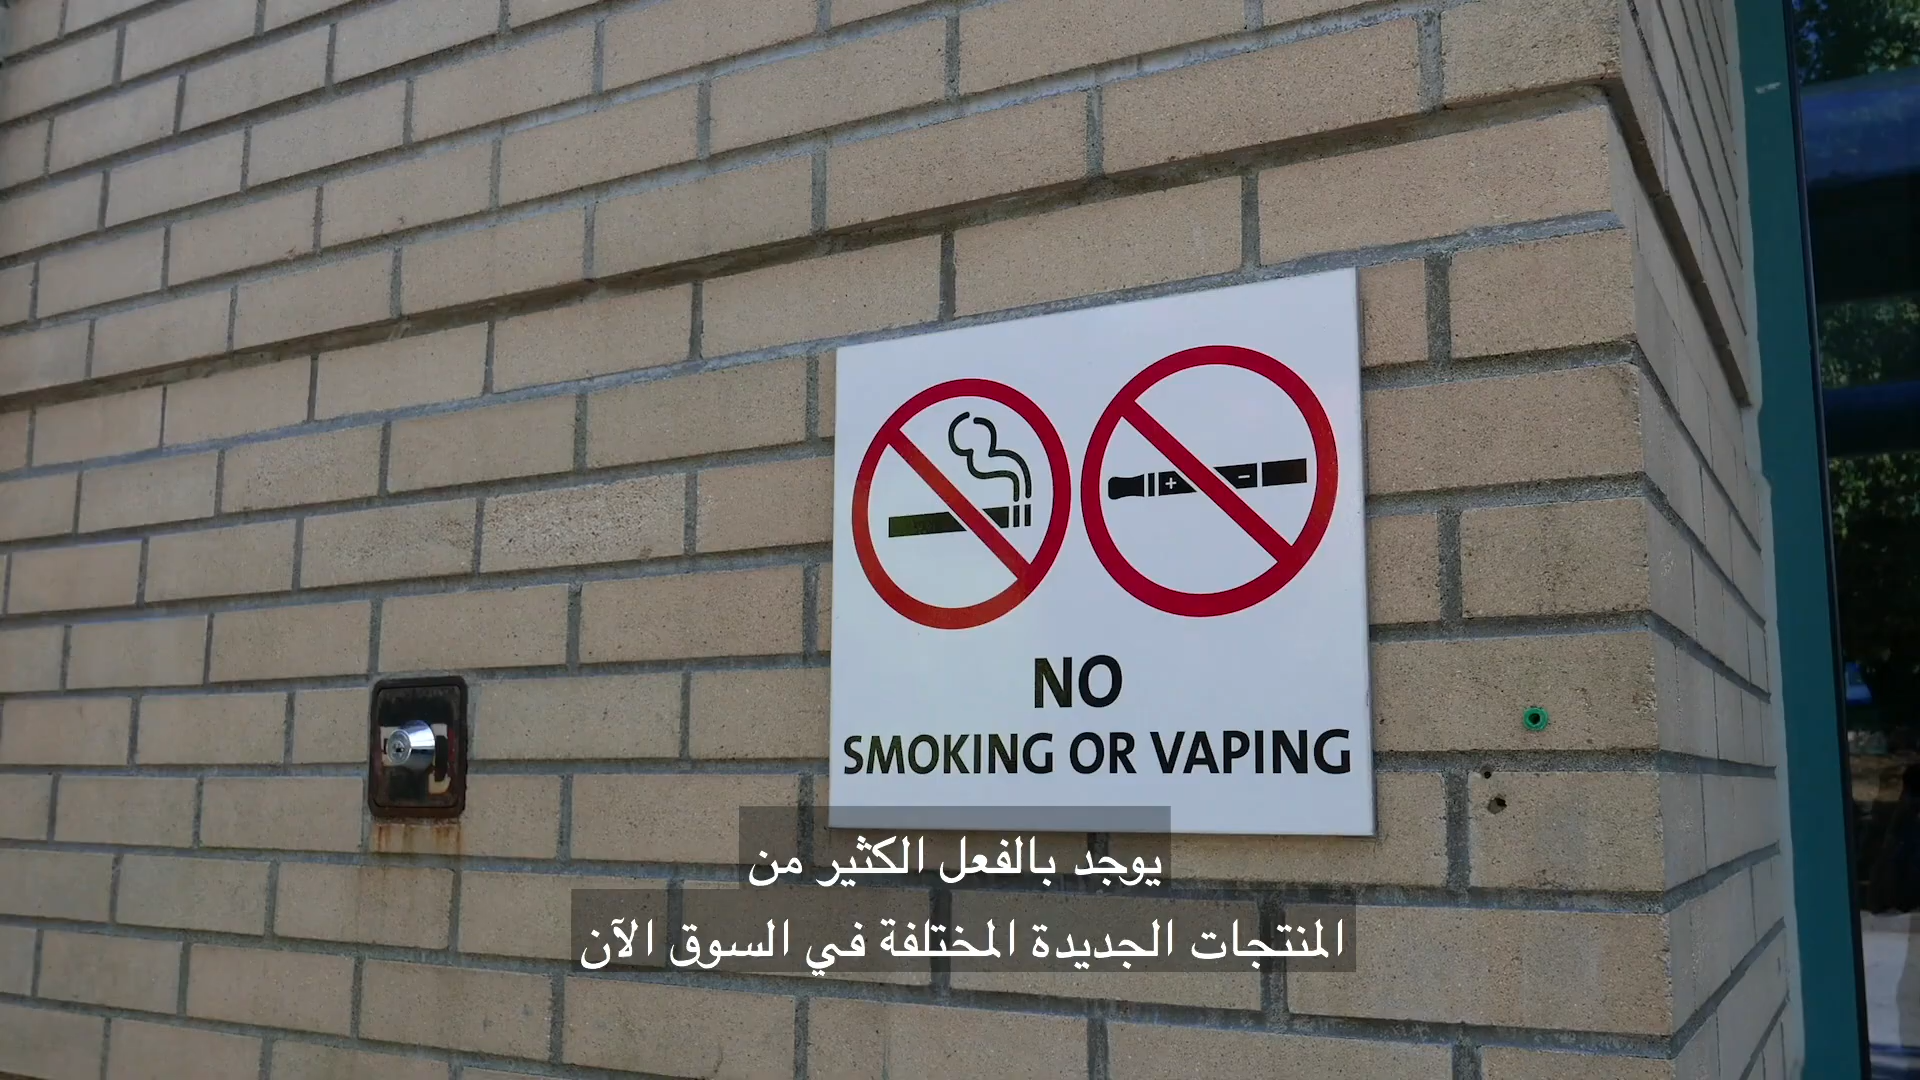 NO
SMOKING OR VAPING
يوجد بالفعل الكثير من
المنتجات الجديدة المختلفة في السوق الآن